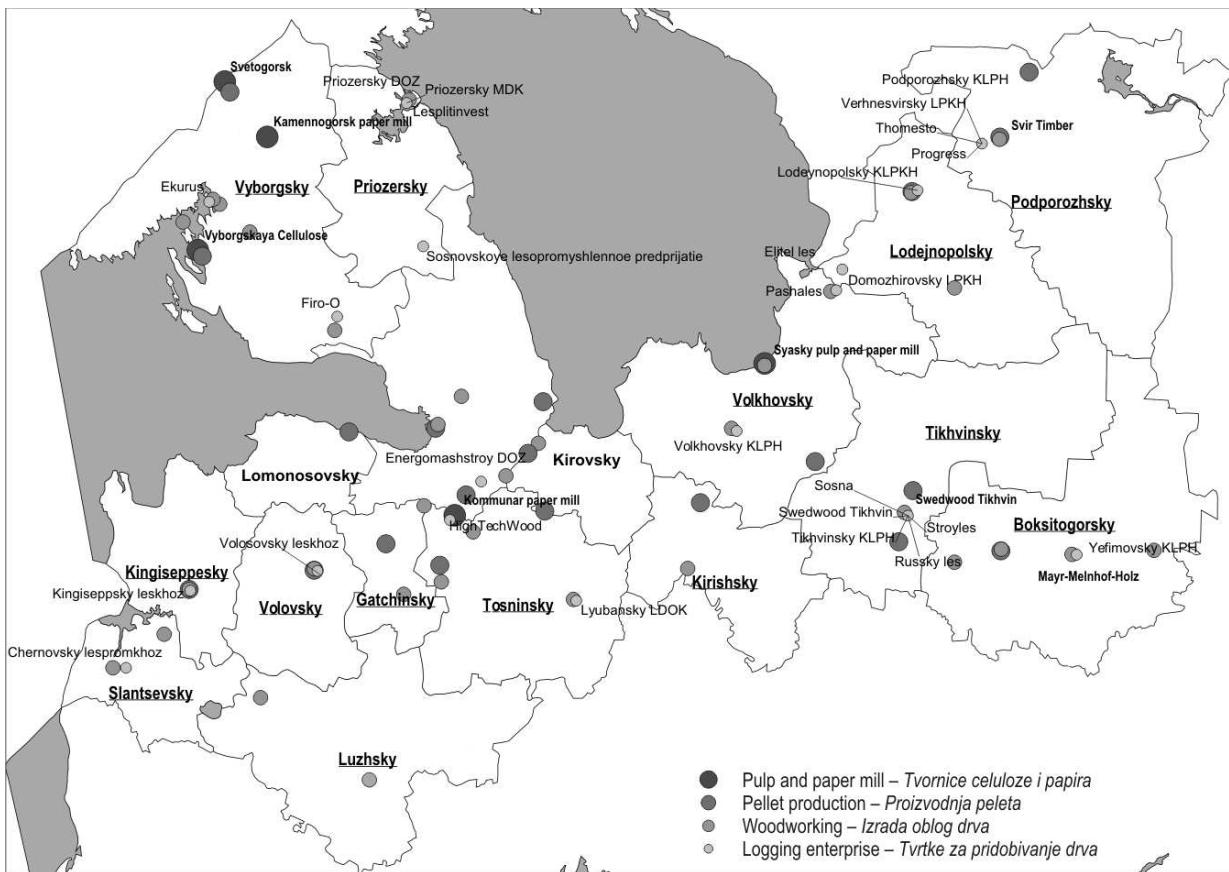 Svetogorsk
Priozersky DOZ
Priozersky MDK
Lesplitinvest
Kamennogorsk paper mill
Ekurus
Vyborgsky
Priozersky
Vyborgskaya Cellulose
Sosnovskoye lesopromyshlennoe predprijatie
Firo-O
Podporozhsky KLPH
Verhnesvirsky LPKH
Thomesto
Svir Timber
Progress
Lodeynopolsky KLPKH
Podporozhsky
Elitel les
Lodejnopolsky
Pashales
Domozhirovsky LPKH
Syasky pulp and paper mill
Volkhovsky
Volkhovsky KLPH
Tikhvinsky
Energomashstroy DOZ
Kirovsky
Lomonosovsky
Kommunar paper mill
HighTechWood
Sosna
Swedwood Tikhvin
Swedwood Tikhvin
Stroyles
Boksitogorsky
Tikhvinsky KLPH
Russky les
Yefimovsky KLPH
Mayr-Melnhof-Holz
Volosovsky leskhoz
Kingiseppesky
Kingiseppsky leskhoz
Volovsky
Gatchinsky
Tosninsky
Lyubansky LDOK
Kirishsky
Chernovsky lespromkhoz
Slantsevsky
Luzhsky
Pulp and paper mill – Tvornice celuloze i papira
Pellet production – Proizvodnja peleta
Woodworking – Izrada oblog drva
Logging enterprise – Tvrtke za pridobivanje drva